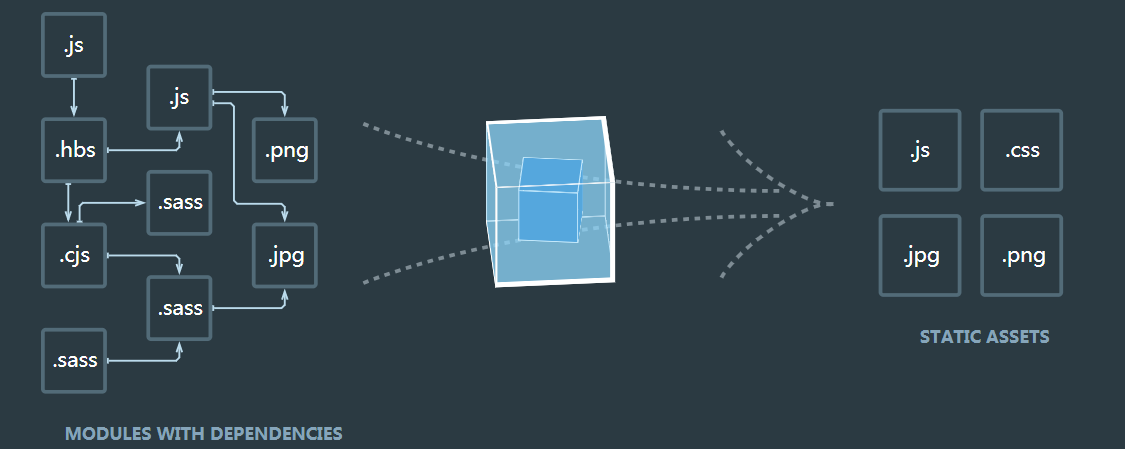 .js
.js
.hbs
.png
.sass
.cjs
.jpg
.sass
.sass
MODULES WITH DEPENDENCIES
.js
.css
.jpg
.png
STATIC ASSETS